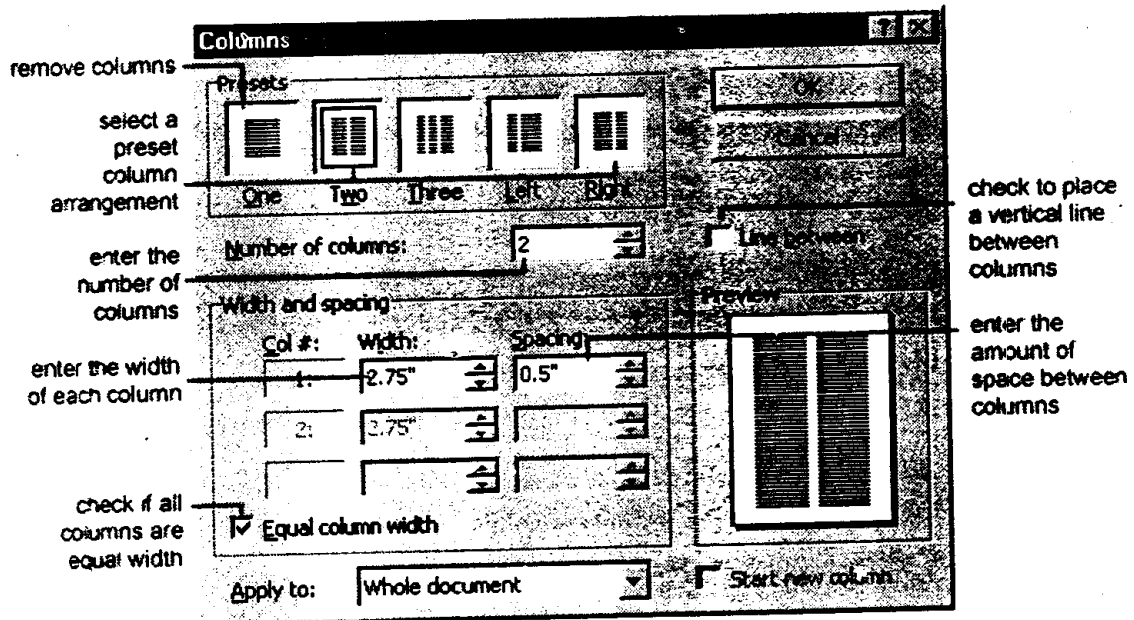 Columns
remove columns
Presets
OK
Cancel
select a
preset
column
arrangement
One Two Three Left Right
check to place
a vertical line
between
columns
Number of columns: 2
Line between
enter the
number of
columns
Width and spacing
Preview
Col #: Width: Spacing
enter the
amount of
space between
columns
enter the width
of each column
1: 2.75" 0.5"
2: 2.75"
check if all
columns are
equal width
Equal column width
Apply to: Whole document
Start new column